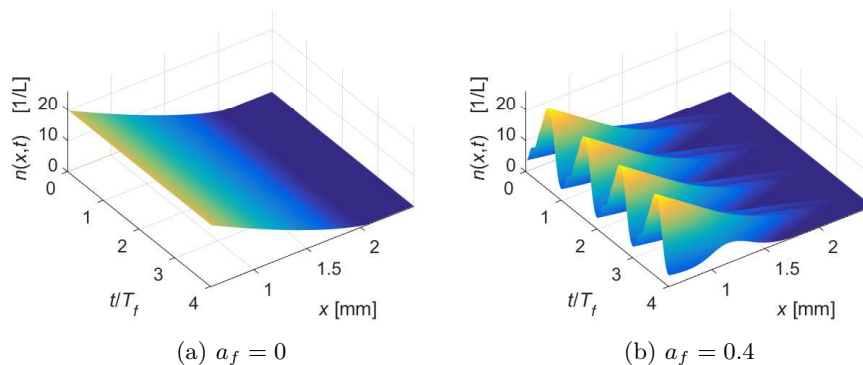 n(x,t) [1/L]
20
10
0
0
1
2
3
4
t/T_f
1
1.5
2
x [mm]
(a) a_f = 0
n(x,t) [1/L]
20
10
0
0
1
2
3
4
t/T_f
1
1.5
2
x [mm]
(b) a_f = 0.4